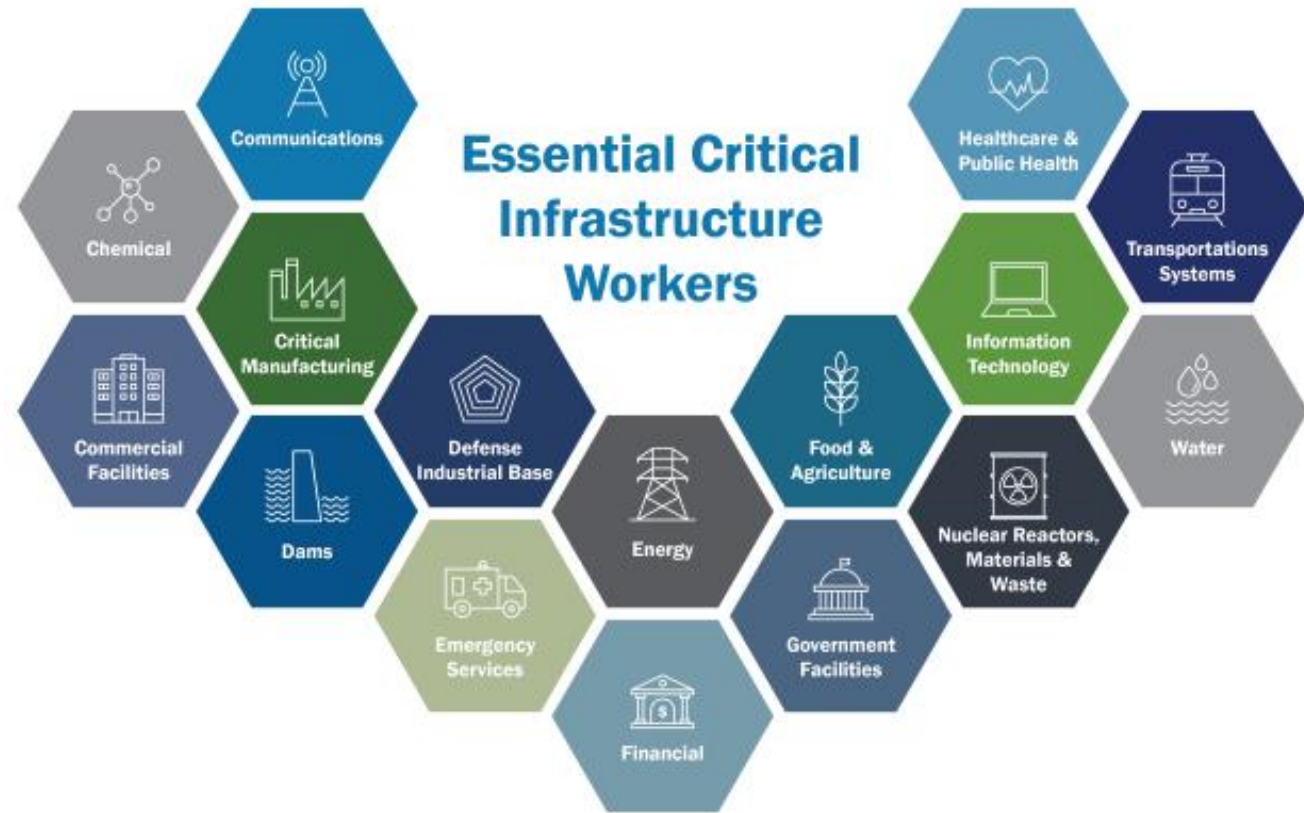 Essential Critical
Infrastructure
Workers
Communications
Healthcare &
Public Health
Chemical
Transportations
Systems
Critical
Manufacturing
Information
Technology
Commercial
Facilities
Defense
Industrial Base
Food &
Agriculture
Water
Dams
Energy
Nuclear Reactors,
Materials &
Waste
Emergency
Services
Government
Facilities
Financial
$